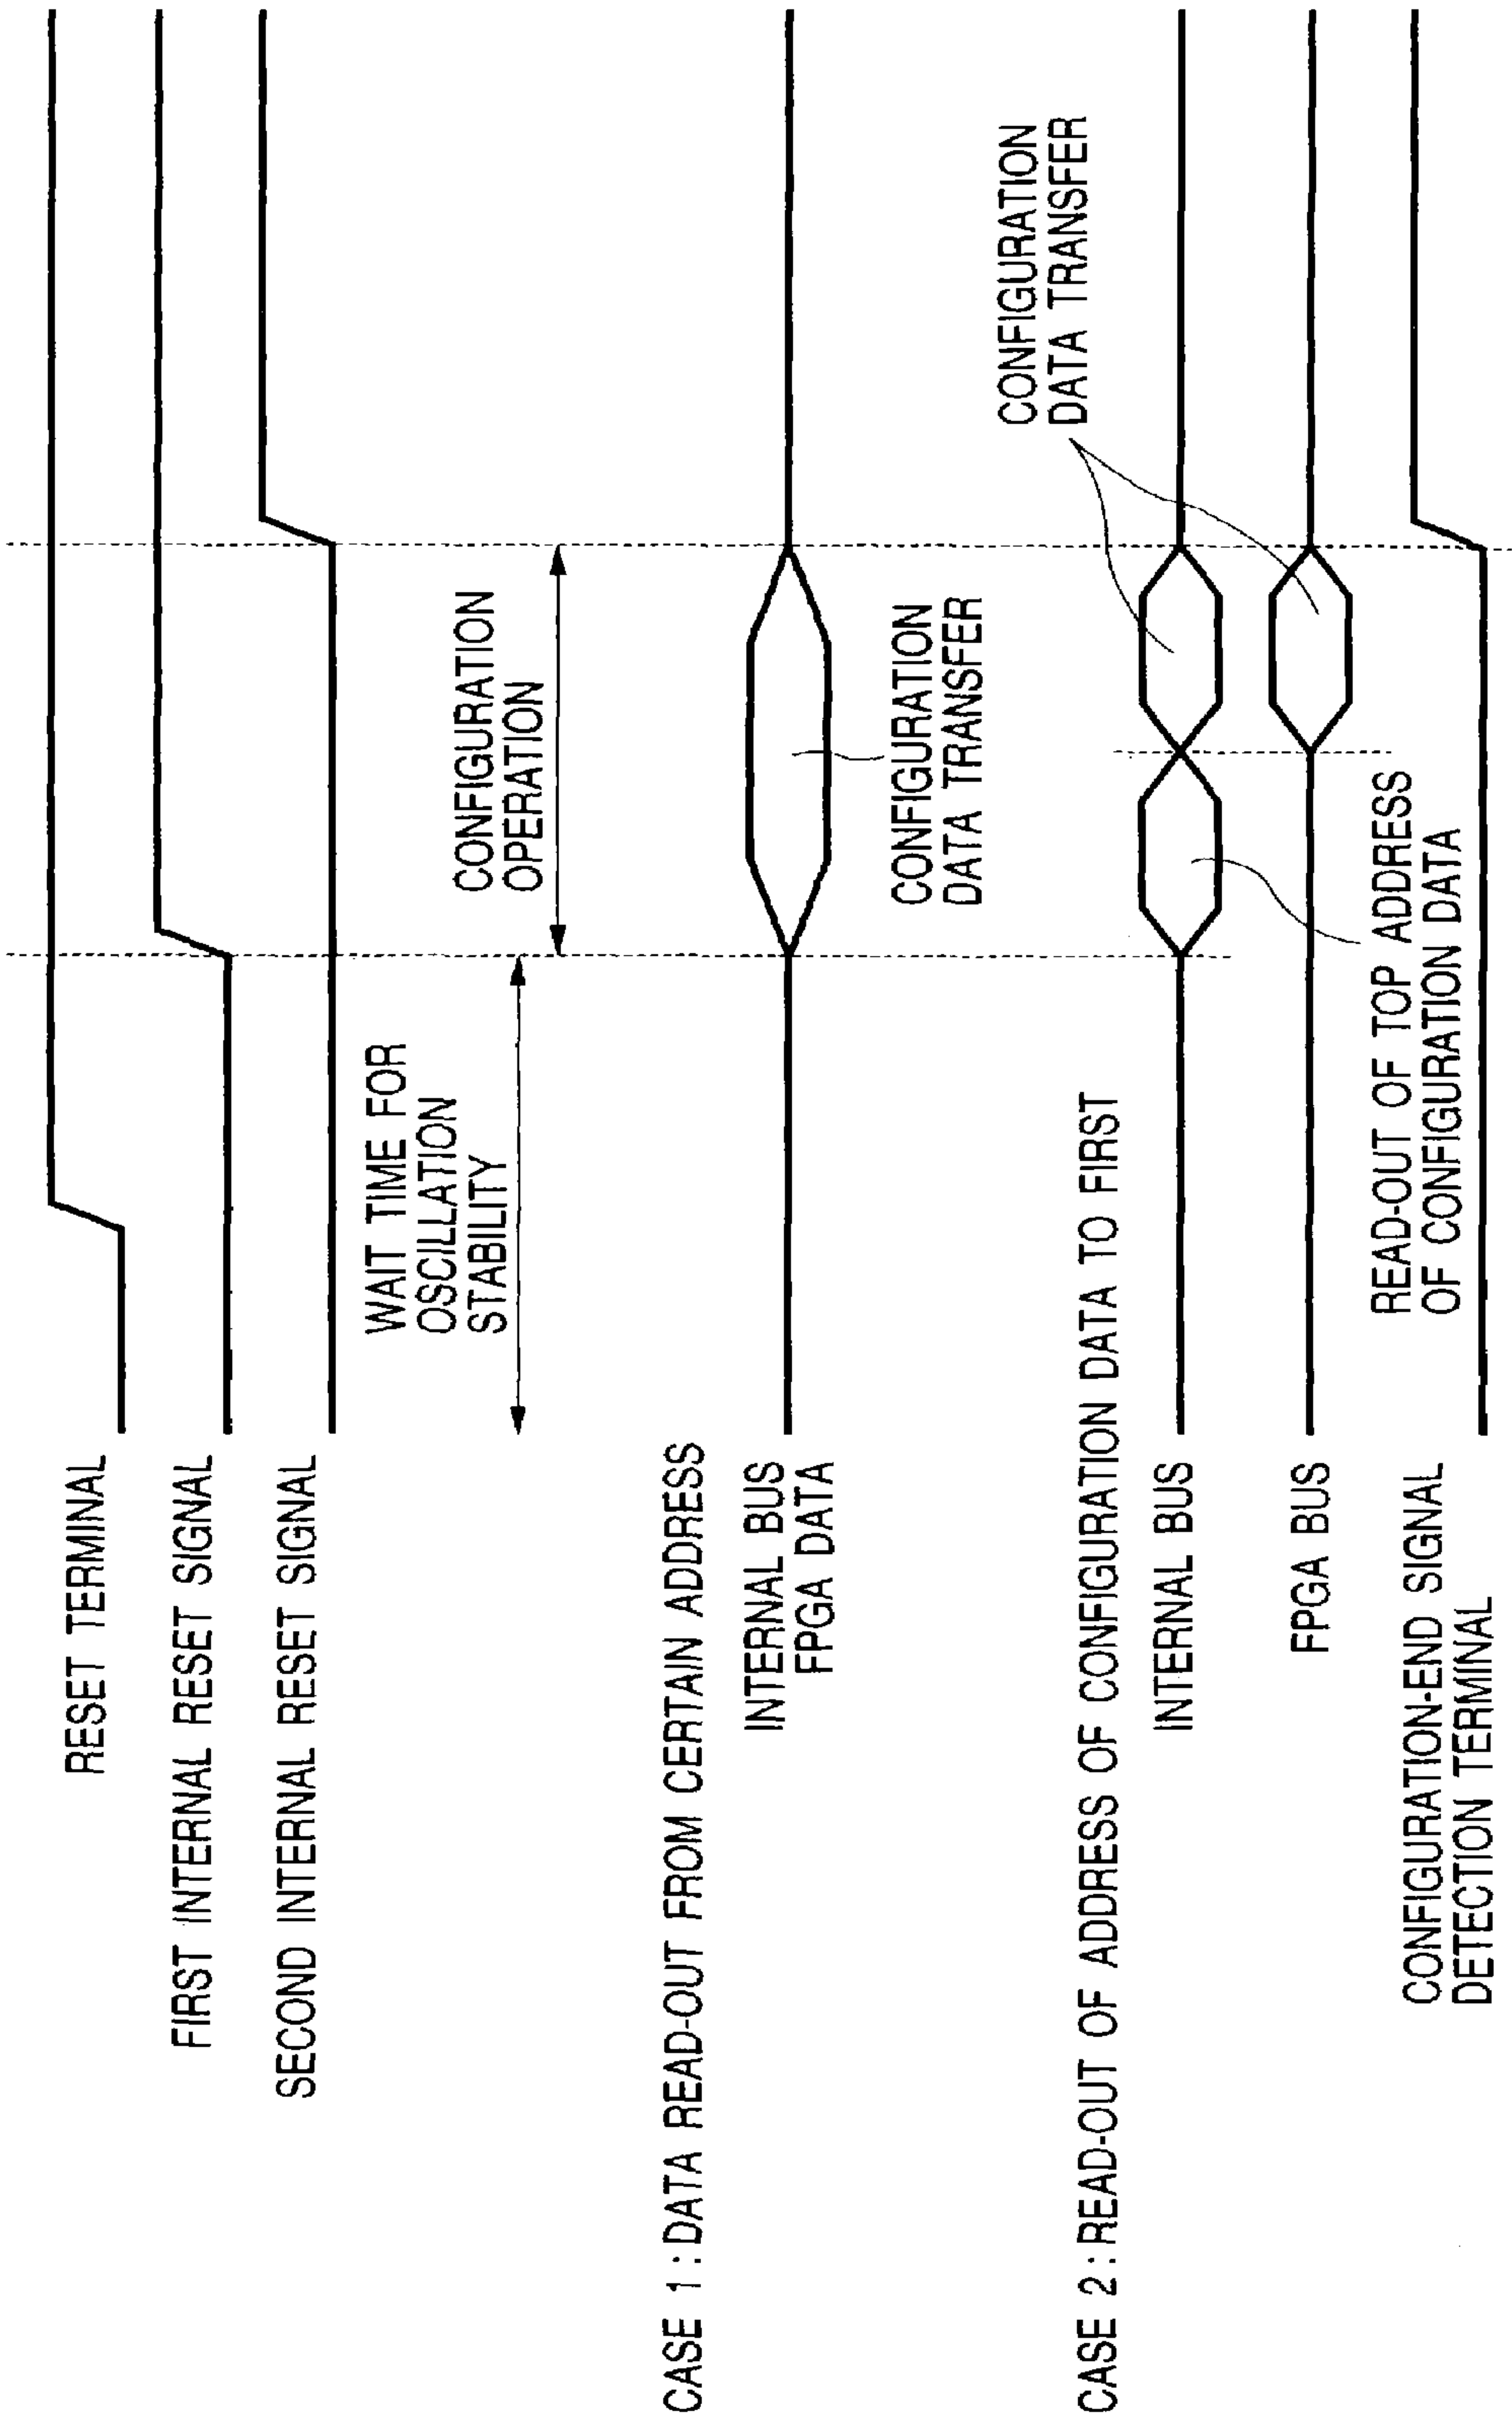 RESET TERMINAL
FIRST INTERNAL RESET SIGNAL
SECOND INTERNAL RESET SIGNAL
WAIT TIME FOR
OSCILLATION
STABILITY
CONFIGURATION
OPERATION
CASE 1 : DATA READ-OUT FROM CERTAIN ADDRESS
INTERNAL BUS
FPGA DATA
CONFIGURATION
DATA TRANSFER
CASE 2 : READ-OUT OF ADDRESS OF CONFIGURATION DATA TO FIRST
CONFIGURATION
DATA TRANSFER
INTERNAL BUS
FPGA BUS
READ-OUT OF TOP ADDRESS
OF CONFIGURATION DATA
CONFIGURATION-END SIGNAL
DETECTION TERMINAL